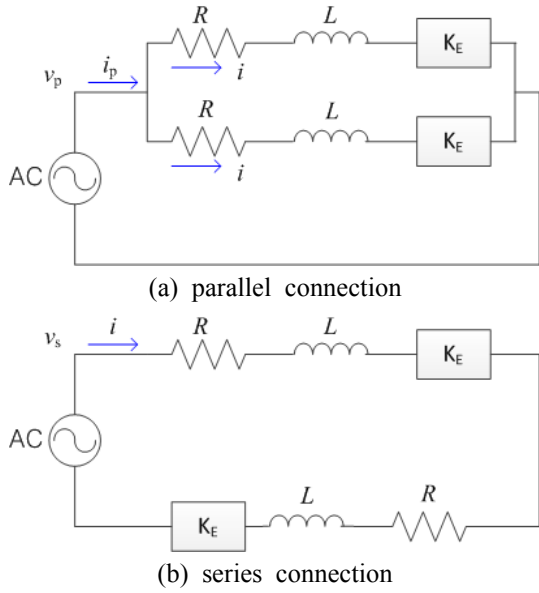 R L K_E
v_p i_p i
R L K_E
i
AC
(a) parallel connection
v_s i R L K_E
AC
K_E L R
(b) series connection